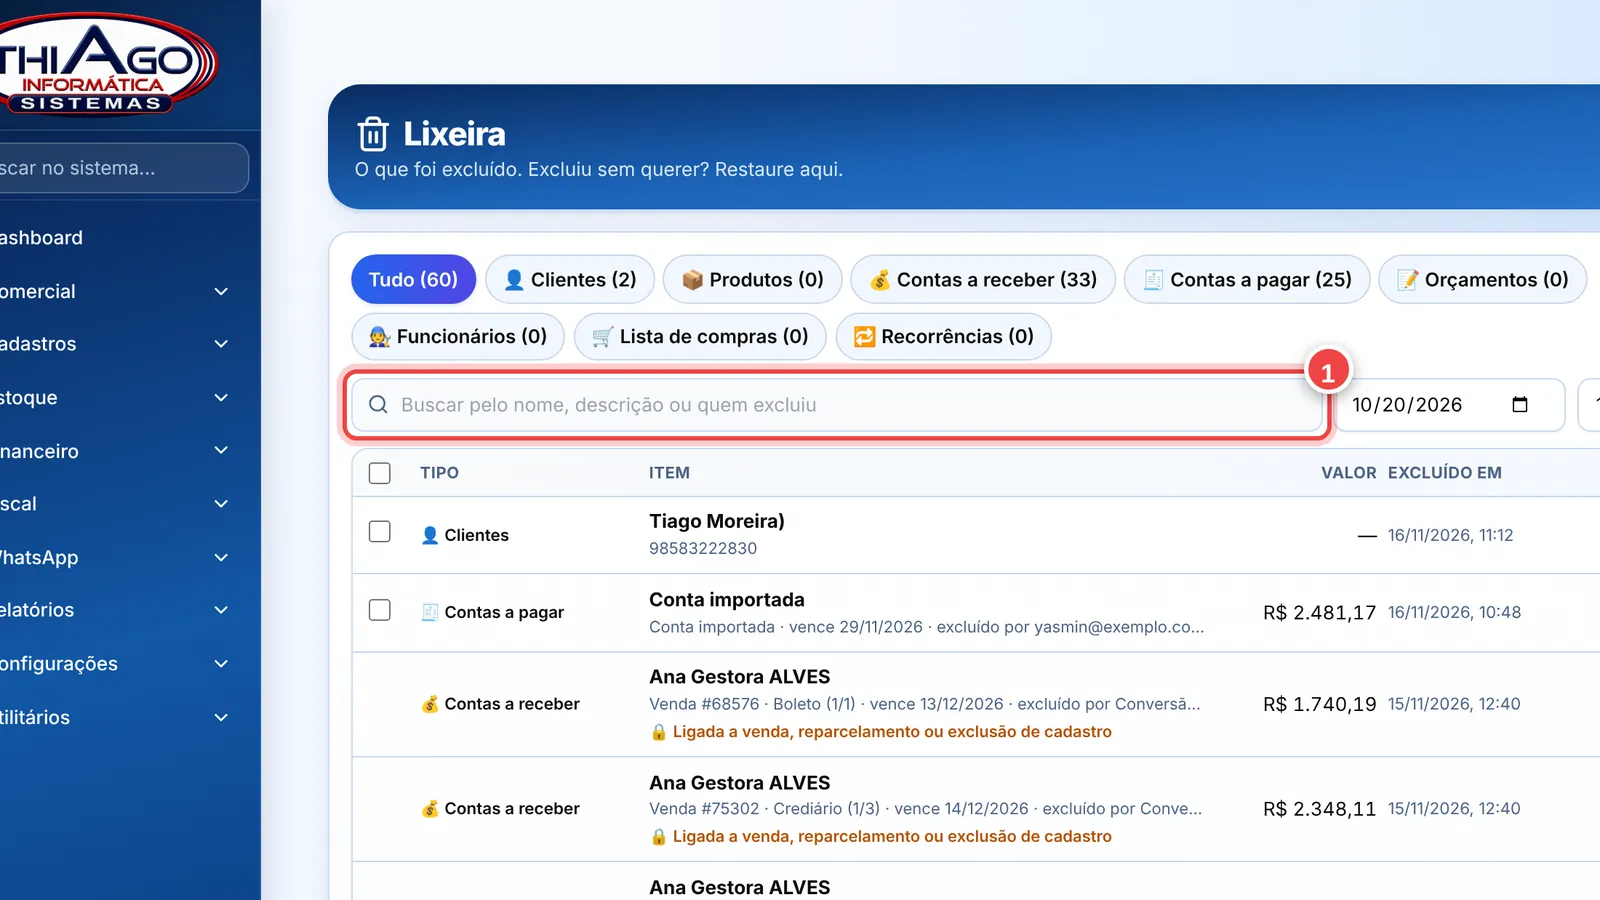 THIAGO
INFORMÁTICA
SISTEMAS
scar no sistema...
ashboard
omercial
adastros
stoque
nanceiro
scal
WhatsApp
elatórios
onfigurações
tilitários
Lixeira
O que foi excluído. Excluiu sem querer? Restaure aqui.
Tudo (60) Clientes (2) Produtos (0) Contas a receber (33) Contas a pagar (25) Orçamentos (0)
Funcionários (0) Lista de compras (0) Recorrências (0)
1
Buscar pelo nome, descrição ou quem excluiu 10/20/2026
TIPO ITEM VALOR EXCLUÍDO EM
Tiago Moreira)
Clientes — 16/11/2026, 11:12
98583222830
Conta importada
Contas a pagar R$ 2.481,17 16/11/2026, 10:48
Conta importada · vence 29/11/2026 · excluído por yasmin@exemplo.co...
Ana Gestora ALVES
Contas a receber Venda #68576 · Boleto (1/1) · vence 13/12/2026 · excluído por Conversã... R$ 1.740,19 15/11/2026, 12:40
Ligada a venda, reparcelamento ou exclusão de cadastro
Ana Gestora ALVES
Contas a receber Venda #75302 · Crediário (1/3) · vence 14/12/2026 · excluído por Conve... R$ 2.348,11 15/11/2026, 12:40
Ligada a venda, reparcelamento ou exclusão de cadastro
Ana Gestora ALVES